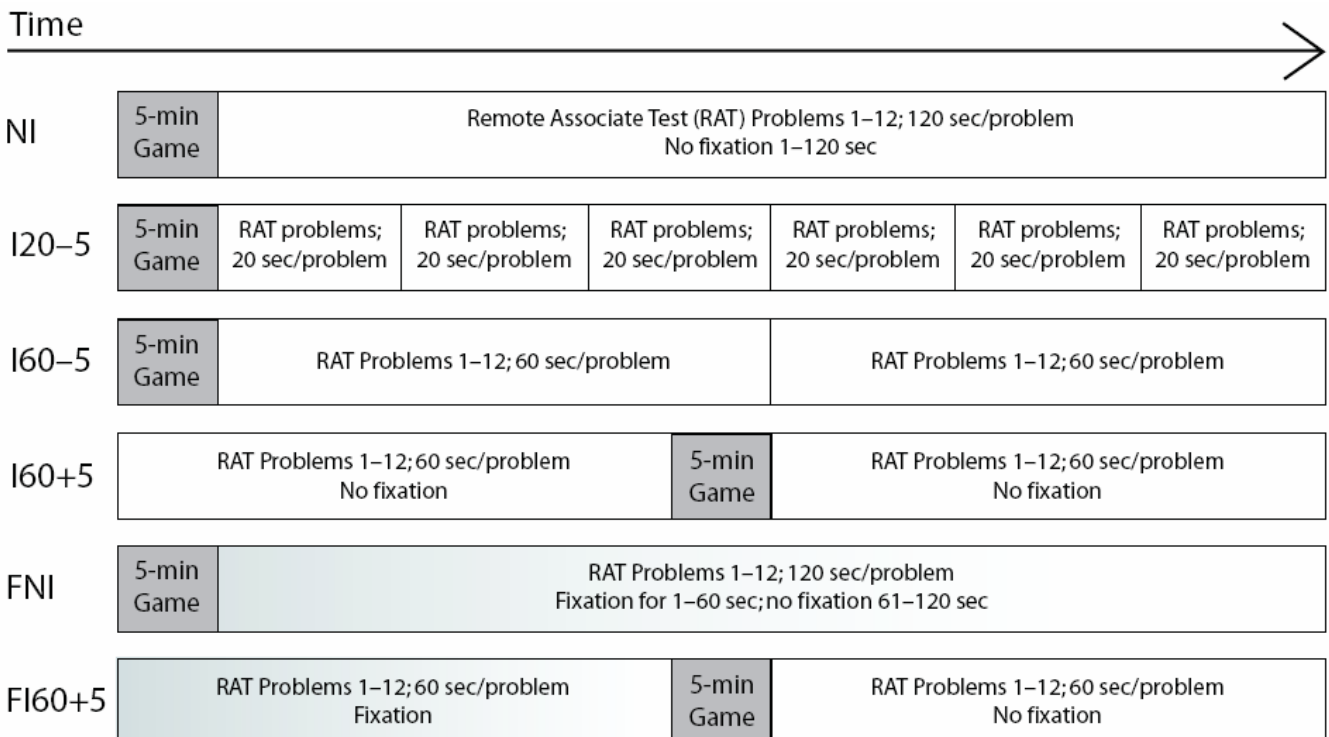 Time
NI
5-min
Game
Remote Associate Test (RAT) Problems 1–12; 120 sec/problem
No fixation 1–120 sec
I20–5
5-min
Game
RAT problems;
20 sec/problem
RAT problems;
20 sec/problem
RAT problems;
20 sec/problem
RAT problems;
20 sec/problem
RAT problems;
20 sec/problem
RAT problems;
20 sec/problem
I60–5
5-min
Game
RAT Problems 1–12; 60 sec/problem
RAT Problems 1–12; 60 sec/problem
I60+5
RAT Problems 1–12; 60 sec/problem
No fixation
5-min
Game
RAT Problems 1–12; 60 sec/problem
No fixation
FNI
5-min
Game
RAT Problems 1–12; 120 sec/problem
Fixation for 1–60 sec; no fixation 61–120 sec
FI60+5
RAT Problems 1–12; 60 sec/problem
Fixation
5-min
Game
RAT Problems 1–12; 60 sec/problem
No fixation